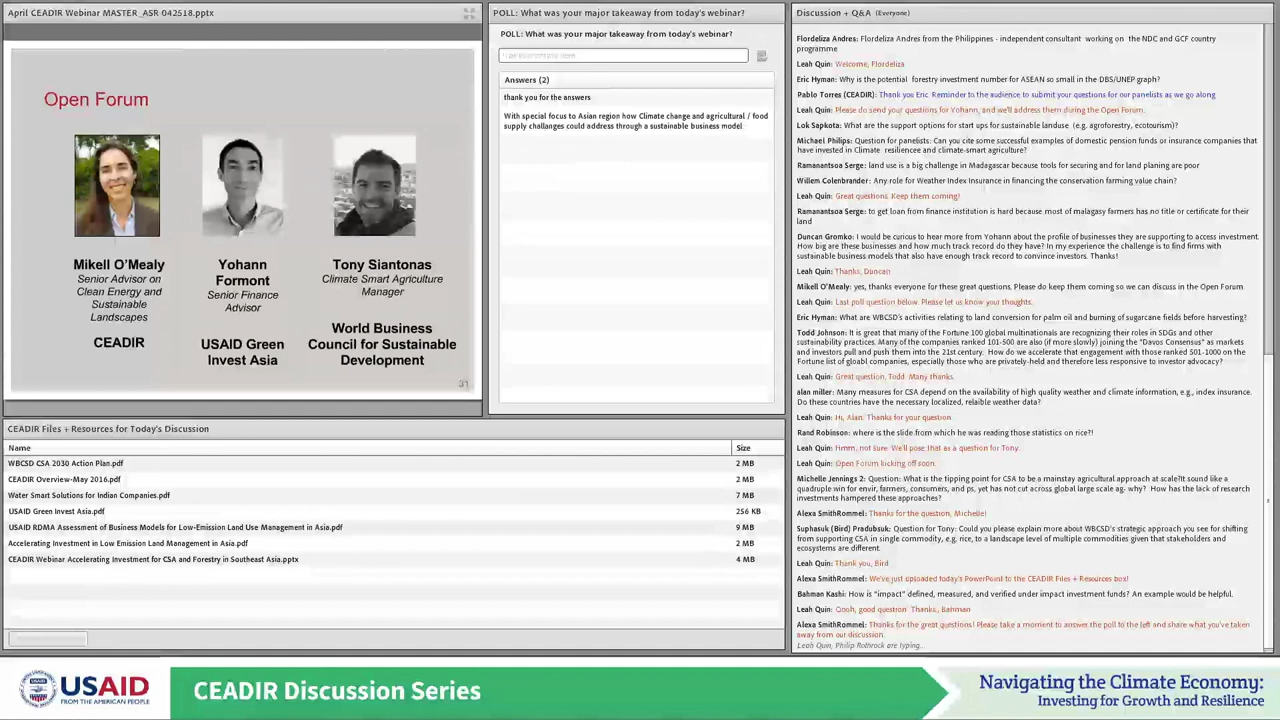 April CEADIR Webinar MASTER_ASR 042518.pptx
Open Forum
Mikell O'Mealy
Senior Advisor on
Clean Energy and
Sustainable
Landscapes
CEADIR
Yohann
Formont
Senior Finance
Advisor
USAID Green
Invest Asia
Tony Siantonas
Climate Smart Agriculture
Manager
World Business
Council for Sustainable
Development
31
POLL: What was your major takeaway from today's webinar?
POLL: What was your major takeaway from today's webinar?
Answers (2)
thank you for the answers
With special focus to Asian region how Climate change and agricultural / food
supply challenges could address through a sustainable business model
CEADIR Files + Resources for Today's Discussion
Name Size
WBCSD CSA 2030 Action Plan.pdf 2 MB
CEADIR Overview-May 2016.pdf 2 MB
Water Smart Solutions for Indian Companies.pdf 7 MB
USAID Green Invest Asia.pdf 256 KB
USAID RDMA Assessment of Business Models for Low-Emission Land Use Management in Asia.pdf 9 MB
Accelerating Investment in Low Emission Land Management in Asia.pdf 2 MB
CEADIR Webinar Accelerating Investment for CSA and Forestry in Southeast Asia.pptx 4 MB
Discussion + Q&A (Everyone)
Flordeliza Andres: Flordeliza Andres from the Philippines - independent consultant working on the NDC and GCF country
programme
Leah Quin: Welcome, Flordeliza
Eric Hyman: Why is the potential forestry investment number for ASEAN so small in the DBS/UNEP graph?
Pablo Torres (CEADIR): Thank you Eric. Reminder to the audience to submit your questions for our panelists as we go along
Leah Quin: Please do send your questions for Yohann, and we'll address them during the Open Forum.
Lok Sapkota: What are the support options for start ups for sustainable landuse (e.g. agroforestry, ecotourism)?
Michael Philips: Question for panelists: Can you cite some successful examples of domestic pension funds or insurance companies that
have invested in Climate resiliencee and climate-smart agriculture?
Ramanantsoa Serge: land use is a big challenge in Madagascar because tools for securing and for land planing are poor
Willem Colenbrander: Any role for Weather Index Insurance in financing the conservation farming value chain?
Leah Quin: Great questions. Keep them coming!
Ramanantsoa Serge: to get loan from finance institution is hard because most of malagasy farmers has no title or certificate for their
land
Duncan Gromko: I would be curious to hear more from Yohann about the profile of businesses they are supporting to access investment.
How big are these businesses and how much track record do they have? In my experience the challenge is to find firms with
sustainable business models that also have enough track record to convince investors. Thanks!
Leah Quin: Thanks, Duncan
Mikell O'Mealy: yes, thanks everyone for these great questions. Please do keep them coming so we can discuss in the Open Forum.
Leah Quin: Last poll question below. Please let us know your thoughts.
Eric Hyman: What are WBCSD's activities relating to land conversion for palm oil and burning of sugarcane fields before harvesting?
Todd Johnson: It is great that many of the Fortune 100 global multinationals are recognizing their roles in SDGs and other
sustainability practices. Many of the companies ranked 101-500 are also (if more slowly) joining the "Davos Consensus" as markets
and investors pull and push them into the 21st century. How do we accelerate that engagement with those ranked 501-1000 on the
Fortune list of gloabl companies, especially those who are privately-held and therefore less responsive to investor advocacy?
Leah Quin: Great question, Todd. Many thanks.
alan miller: Many measures for CSA depend on the availability of high quality weather and climate information, e.g., index insurance.
Do these countries have the necessary localized, relaible weather data?
Leah Quin: Hi, Alan. Thanks for your question
Rand Robinson: where is the slide from which he was reading those statistics on rice?!
Leah Quin: Hmm, not sure. We'll pose that as a question for Tony.
Leah Quin: Open Forum kicking off soon.
Michelle Jennings 2: Question: What is the tipping point for CSA to be a mainstay agricultural approach at scale?It sound like a
quadruple win for envir, farmers, consumers, and ps, yet has not cut across global large scale ag- why? How has the lack of research
investments hampered these approaches?
Alexa SmithRommel: Thanks for the question, Michelle!
Suphasuk (Bird) Pradubsuk: Question for Tony: Could you please explain more about WBCSD's strategic approach you see for shifting
from supporting CSA in single commodity, e.g. rice, to a landscape level of multiple commodities given that stakeholders and
ecosystems are different.
Leah Quin: Thank you, Bird
Alexa SmithRommel: We've just uploaded today's PowerPoint to the CEADIR Files + Resources box!
Bahman Kashi: How is "impact" defined, measured, and verified under impact investment funds? An example would be helpful.
Leah Quin: Oooh, good question. Thanks, Bahman
Alexa SmithRommel: Thanks for the great questions! Please take a moment to answer the poll to the left and share what you've taken
away from our discussion.
Leah Quin, Philip Rothrock are typing...
USAID
FROM THE AMERICAN PEOPLE
CEADIR Discussion Series
Navigating the Climate Economy:
Investing for Growth and Resilience